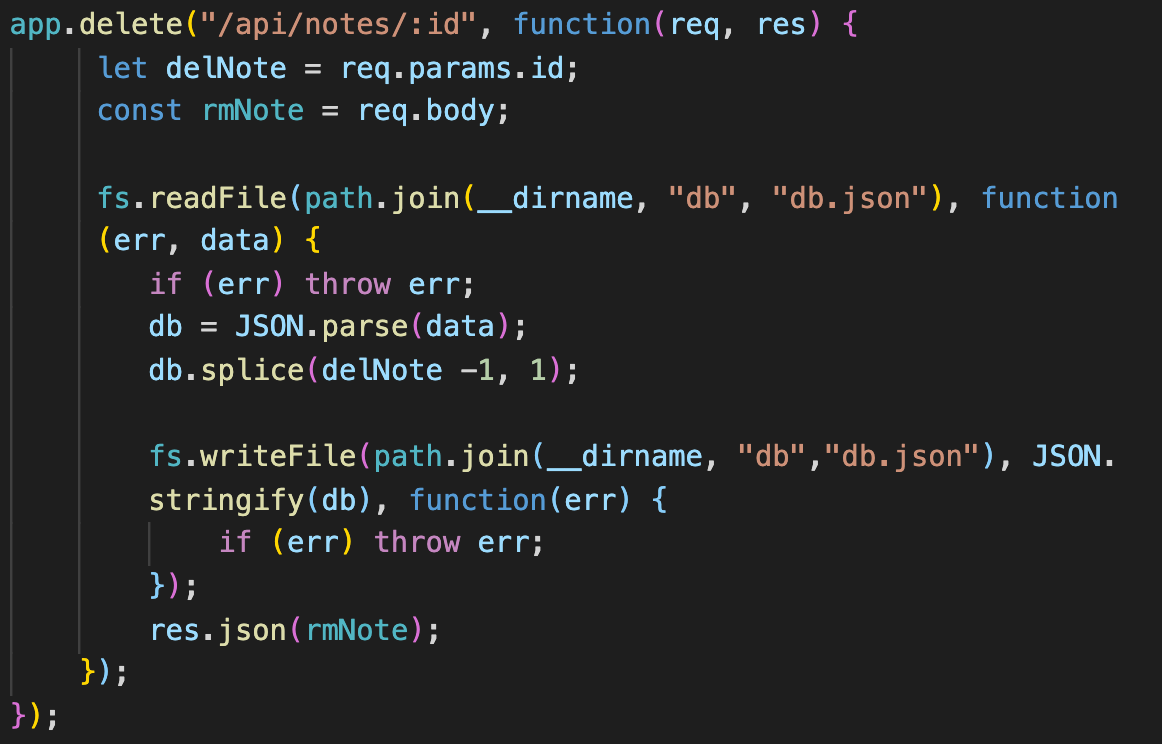 app.delete("/api/notes/:id", function(req, res) {
let delNote = req.params.id;
const rmNote = req.body;
fs.readFile(path.join(__dirname, "db", "db.json"), function
(err, data) {
if (err) throw err;
db = JSON.parse(data);
db.splice(delNote -1, 1);
fs.writeFile(path.join(__dirname, "db","db.json"), JSON.
stringify(db), function(err) {
if (err) throw err;
});
res.json(rmNote);
});
});